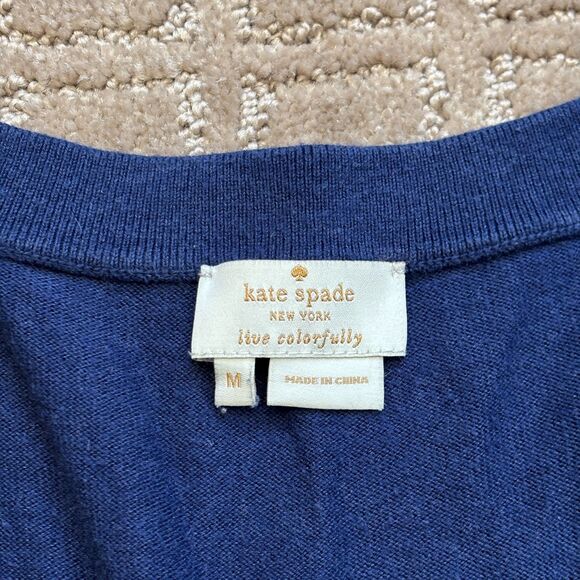 kate spade
NEW YORK
live colorfully
M
MADE IN CHINA